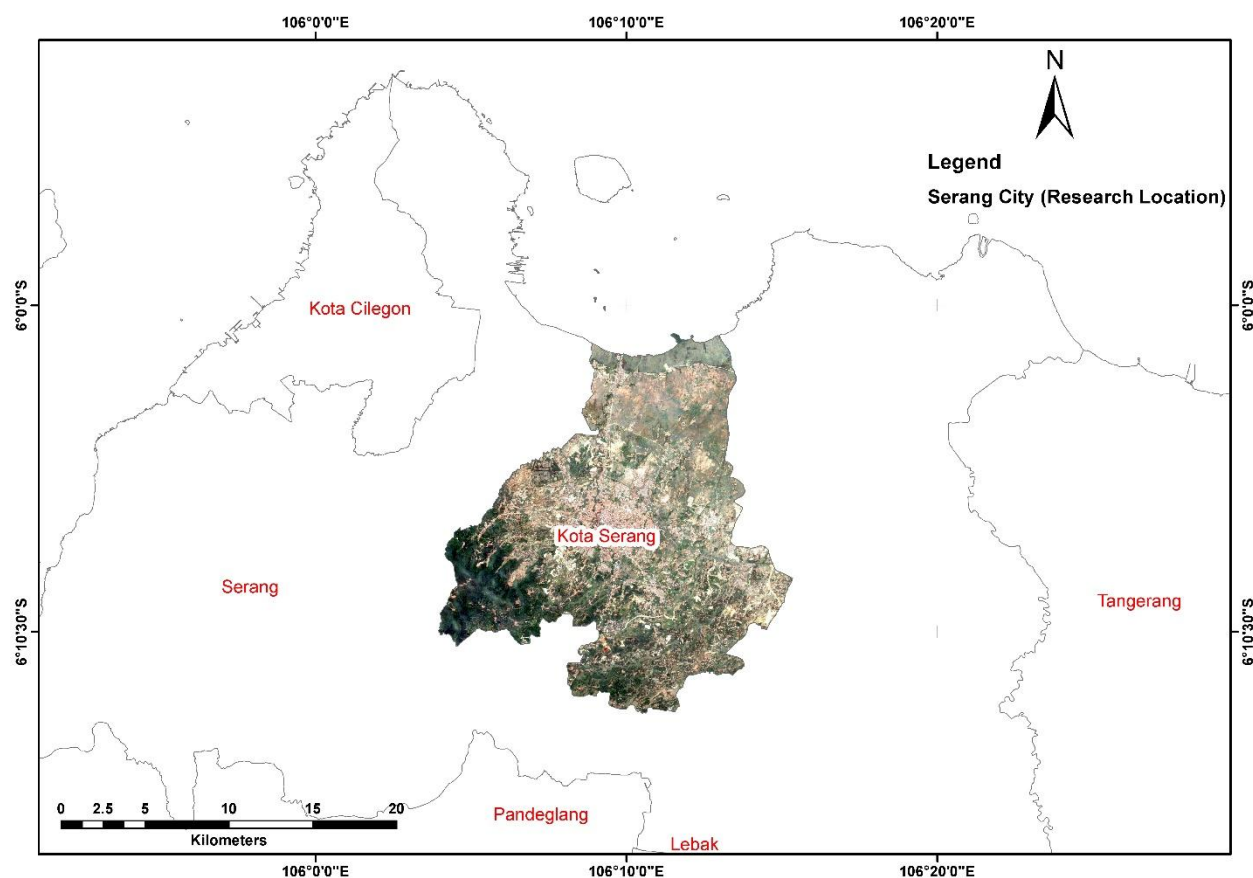 106°0'0"E 106°10'0"E 106°20'0"E
N
Legend
Serang City (Research Location)
6°0'0"S 6°0'0"S
Kota Cilegon
Kota Serang
Serang
Tangerang
6°10'30"S 6°10'30"S
0 2.5 5 10 15 20
Kilometers
Pandeglang
Lebak
106°0'0"E 106°10'0"E 106°20'0"E